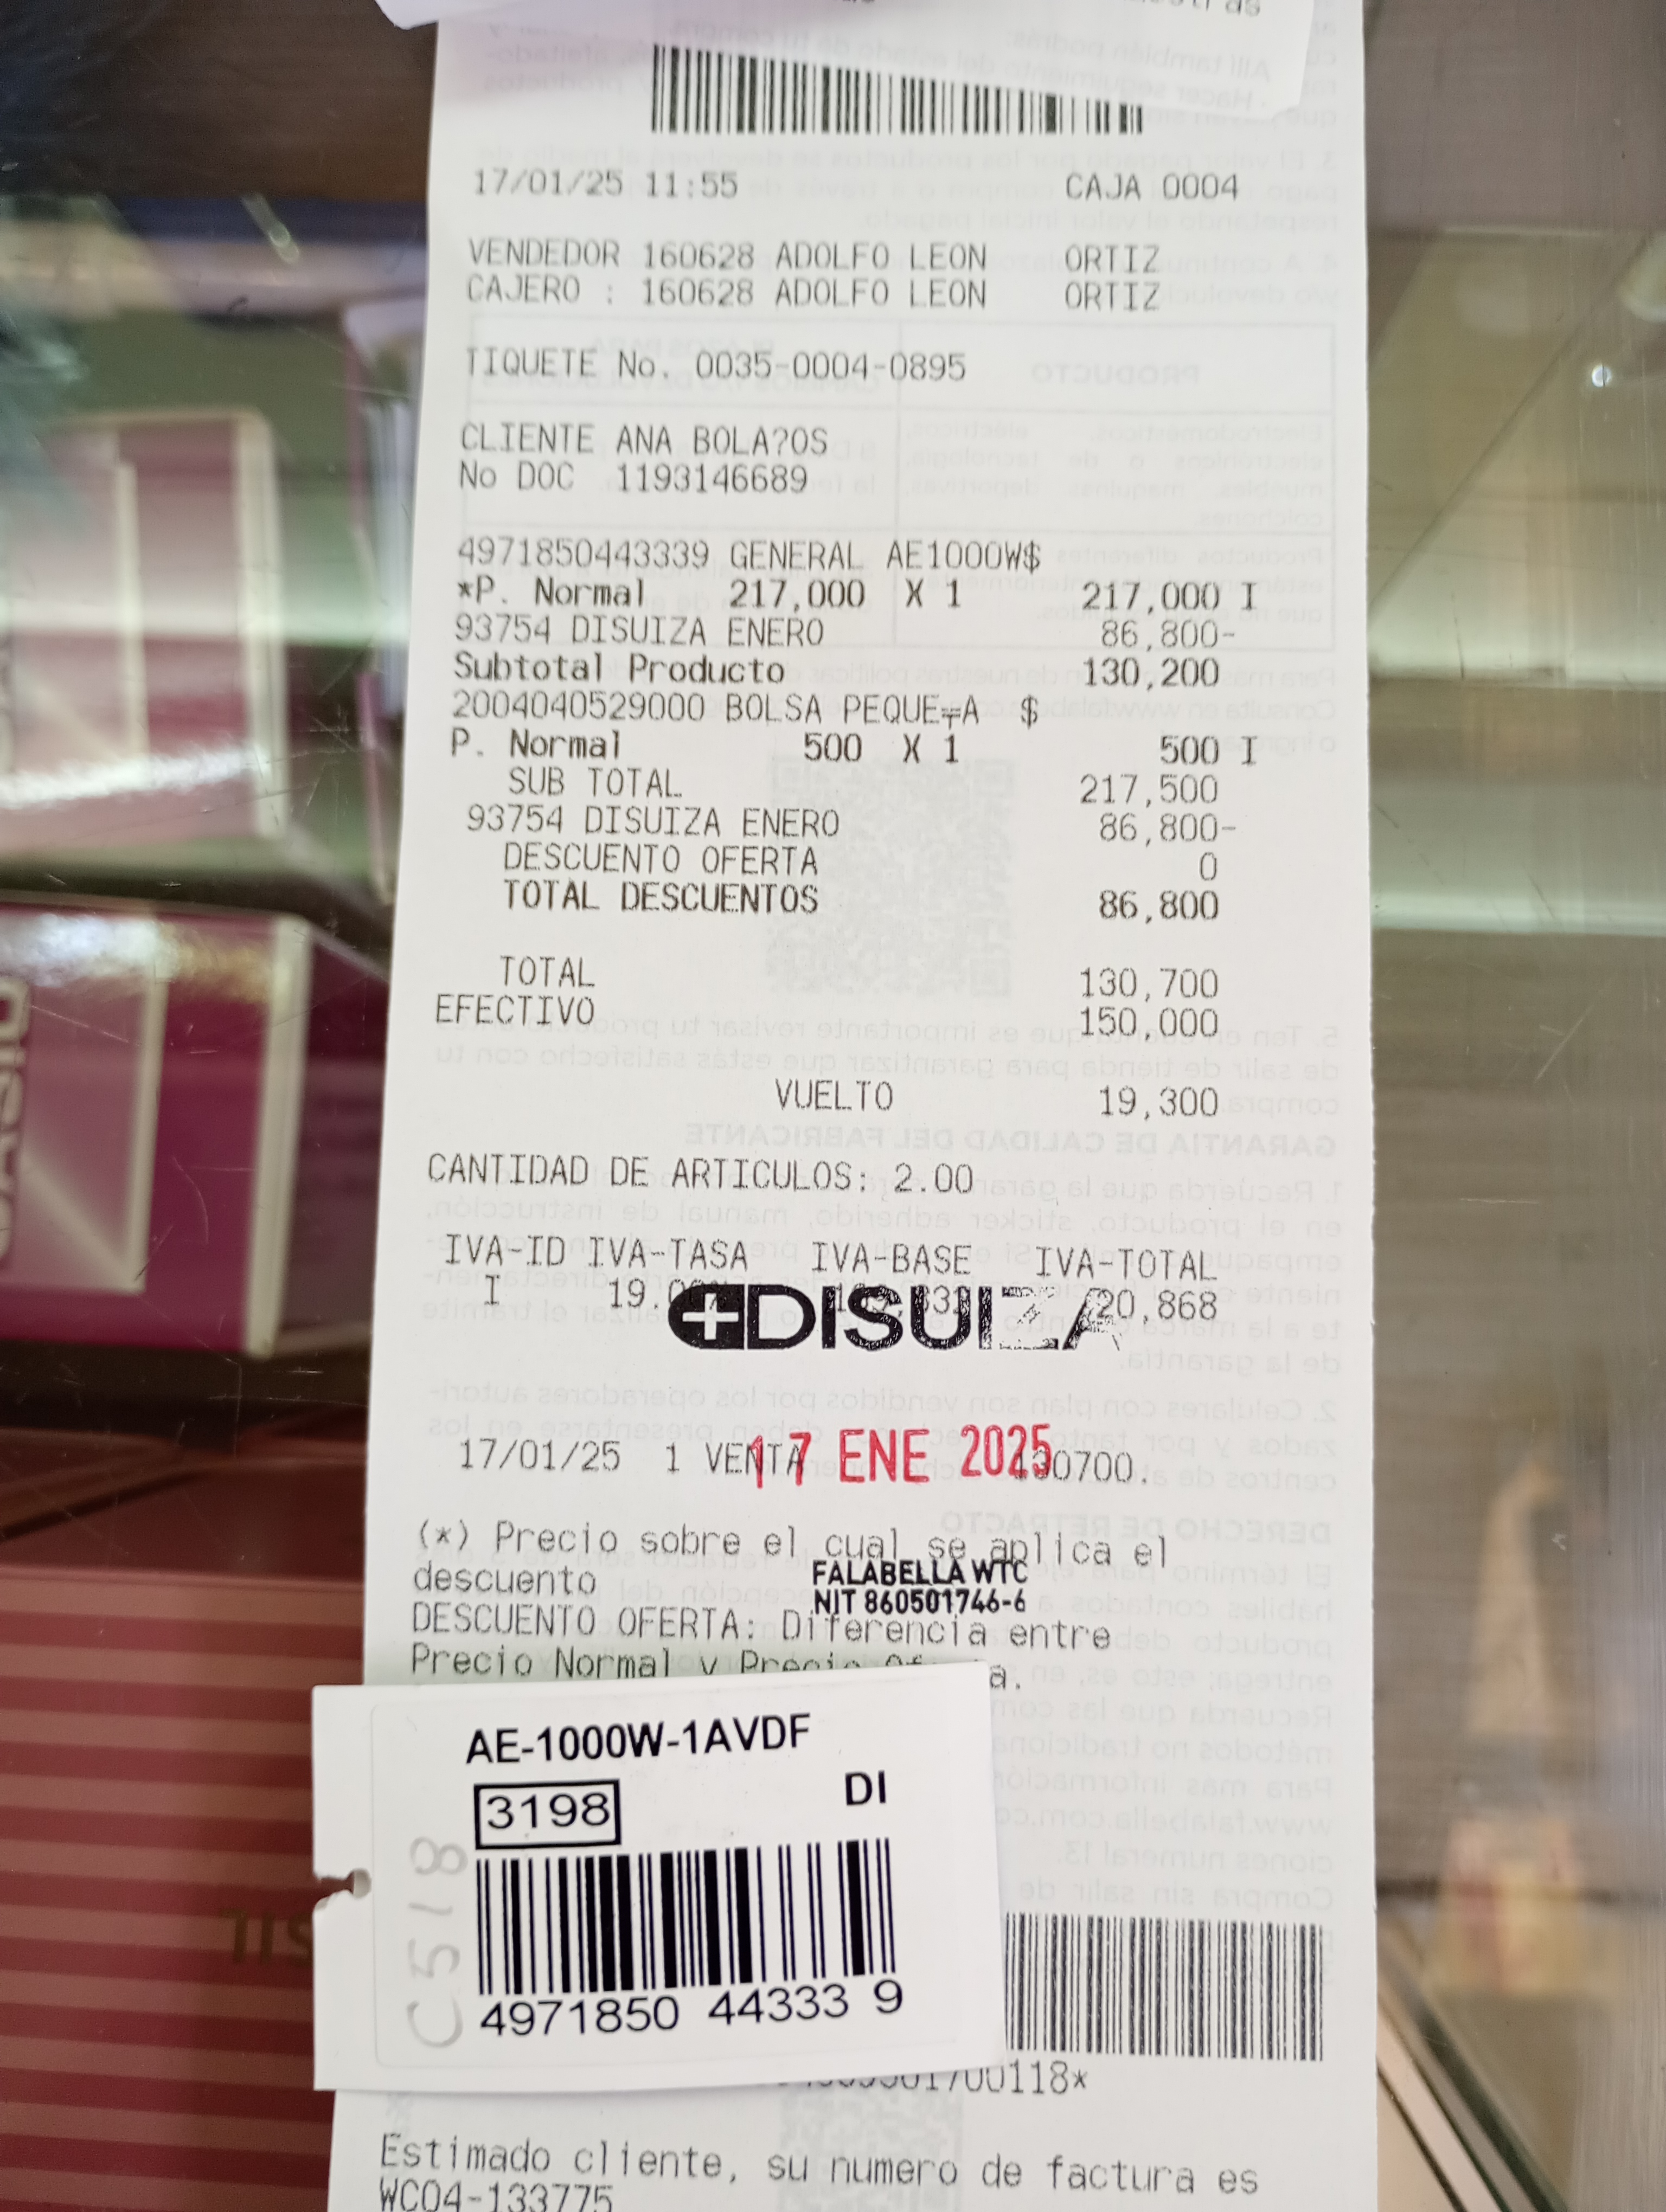 17/01/25 11:55 CAJA 0004
VENDEDOR 160628 ADOLFO LEON ORTIZ
CAJERO : 160628 ADOLFO LEON ORTIZ
TIQUETE No. 0035-0004-0895
CLIENTE ANA BOLA?OS
No DOC 1193146689
4971850443339 GENERAL AE1000W$
*P. Normal 217,000 X 1 217,000 I
93754 DISUIZA ENERO 86,800-
Subtotal Producto 130,200
2004040529000 BOLSA PEQUE╤A $
P. Normal 500 X 1 500 I
SUB TOTAL 217,500
93754 DISUIZA ENERO 86,800-
DESCUENTO OFERTA 0
TOTAL DESCUENTOS 86,800
TOTAL 130,700
EFECTIVO 150,000
VUELTO 19,300
CANTIDAD DE ARTICULOS: 2.00
IVA-ID IVA-TASA IVA-BASE IVA-TOTAL
I 20,868
DISUIZA
17/01/25 1 VENTA
17 ENE 2025
(*) Precio sobre el cual se aplica el
descuento
FALABELLA WTC
NIT 860501746-6
DESCUENTO OFERTA: Diferencia entre
Precio Normal y Precio
AE-1000W-1AVDF
3198 DI
C518
4971850 44333 9
Estimado cliente, su numero de factura es
WC04-133775
CASIO